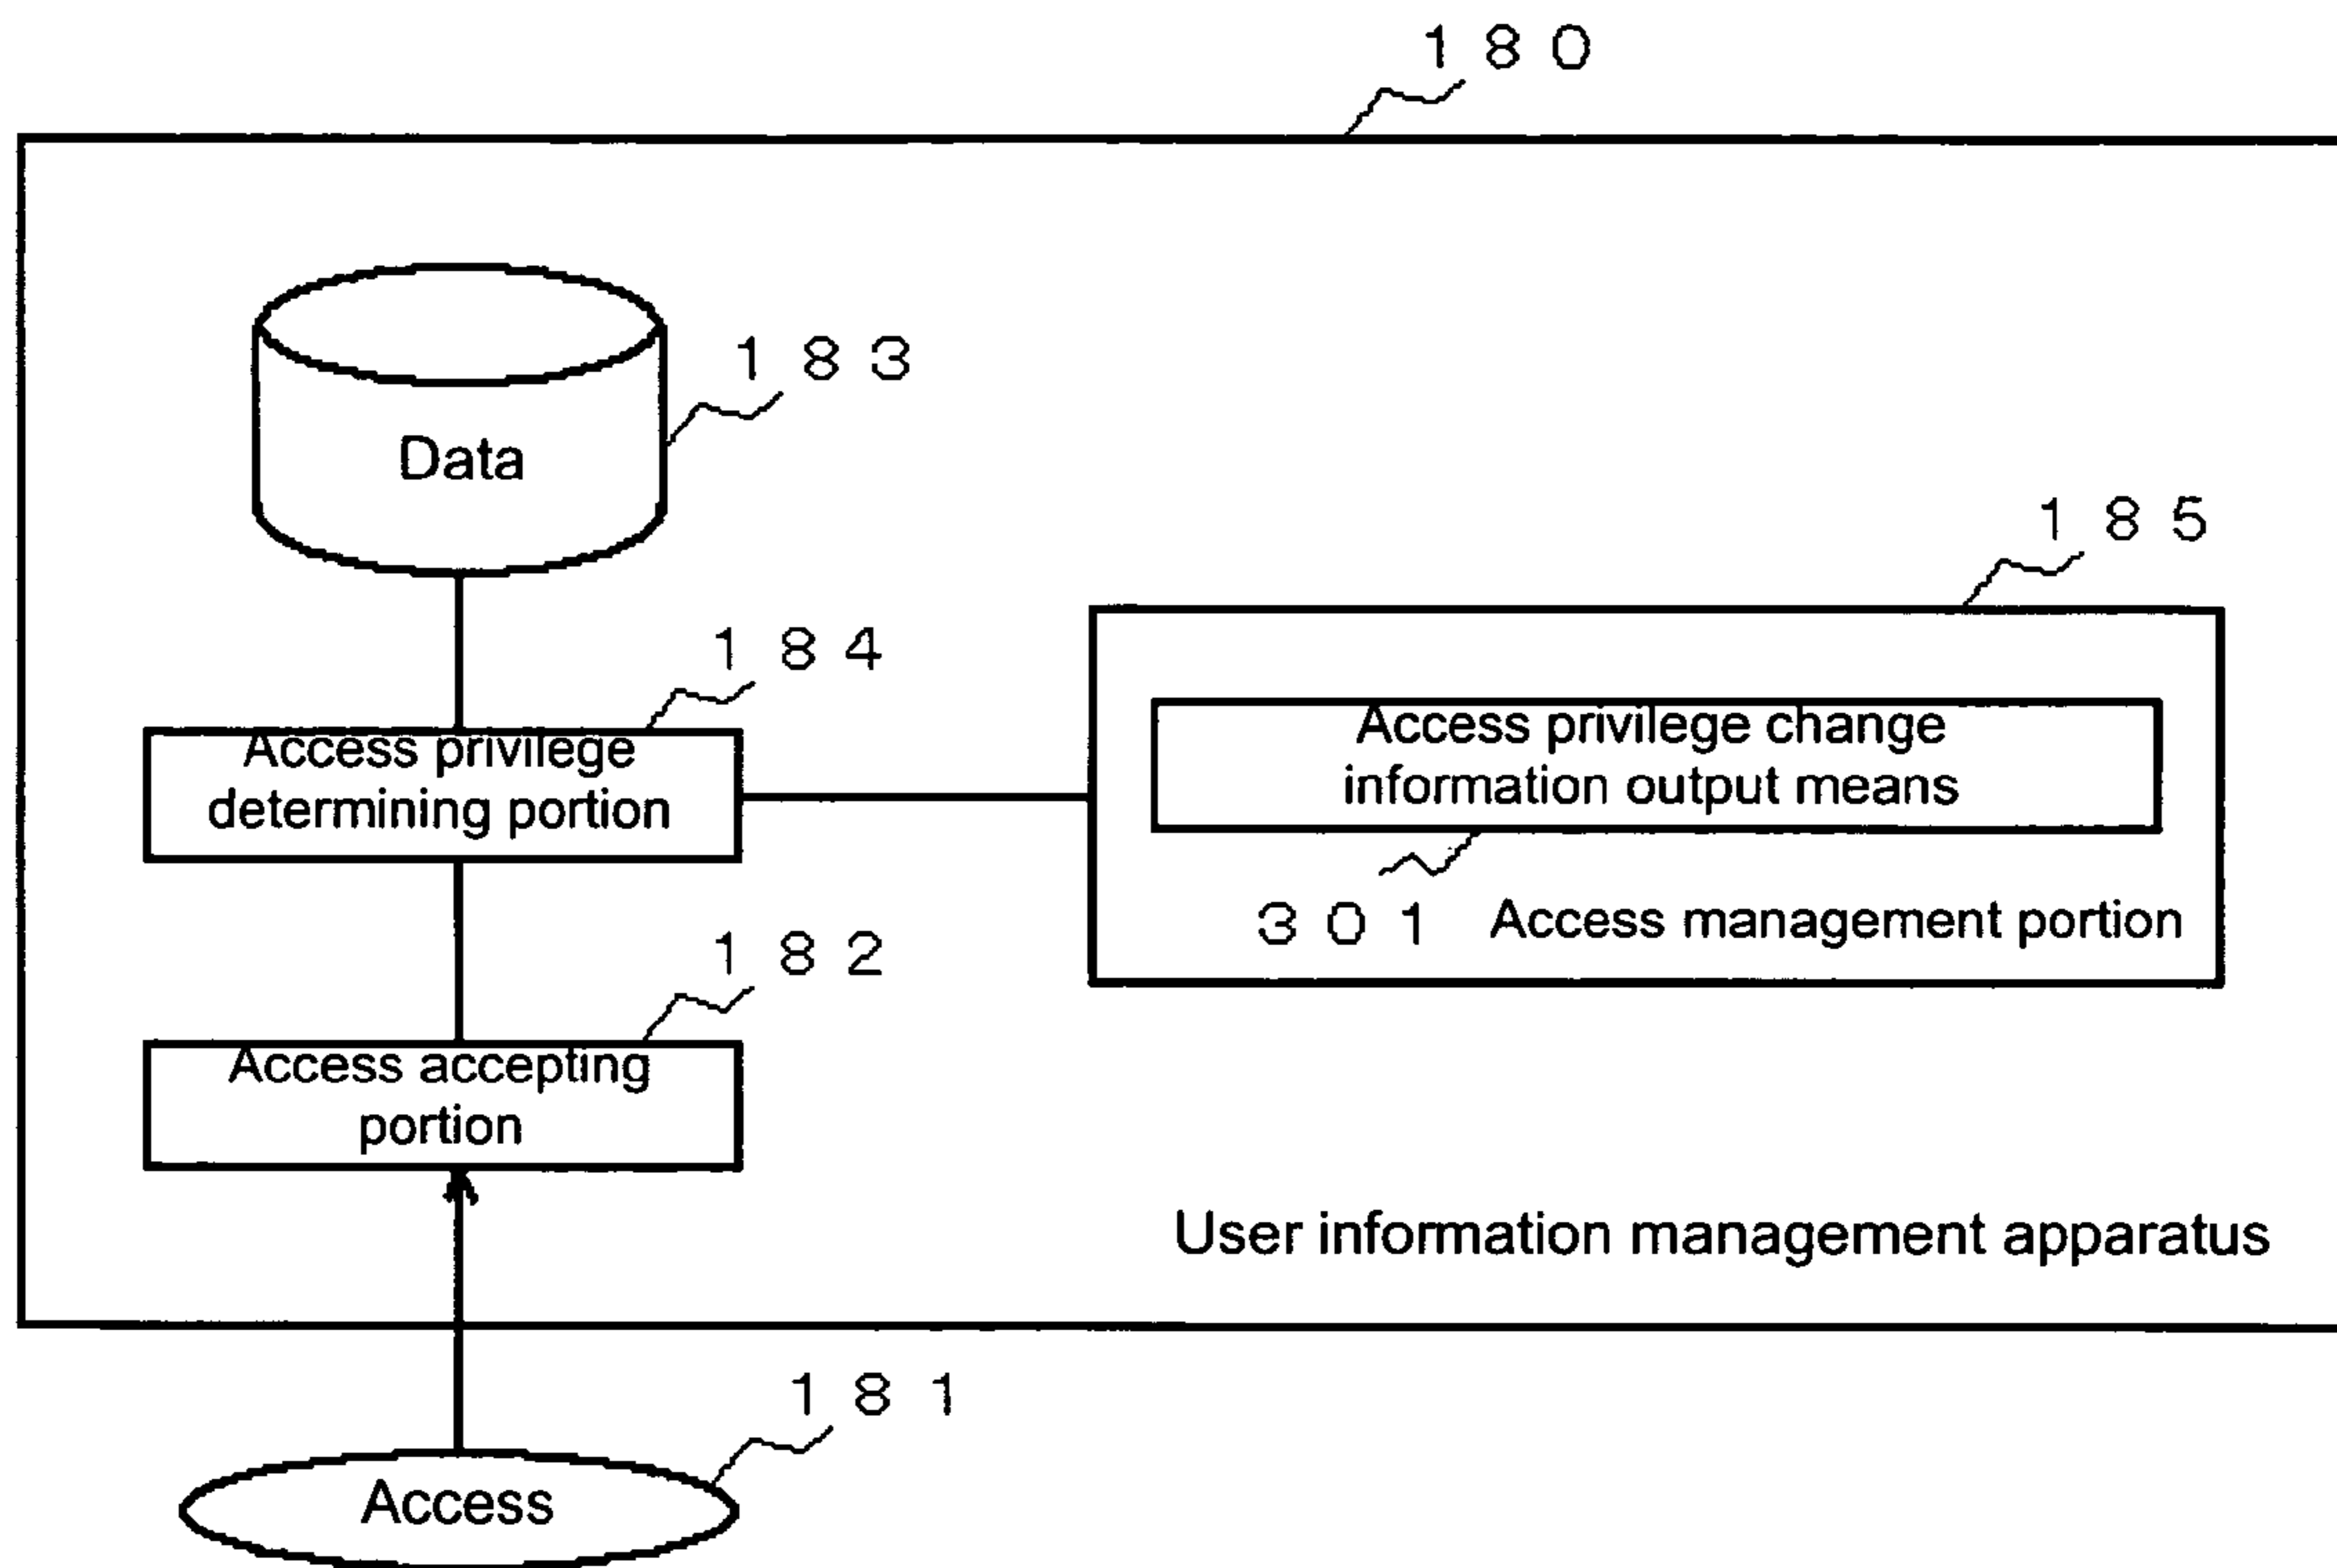 180
183
Data
185
184
Access privilege
determining portion
Access privilege change
information output means
301
Access management portion
182
Access accepting
portion
User information management apparatus
181
Access